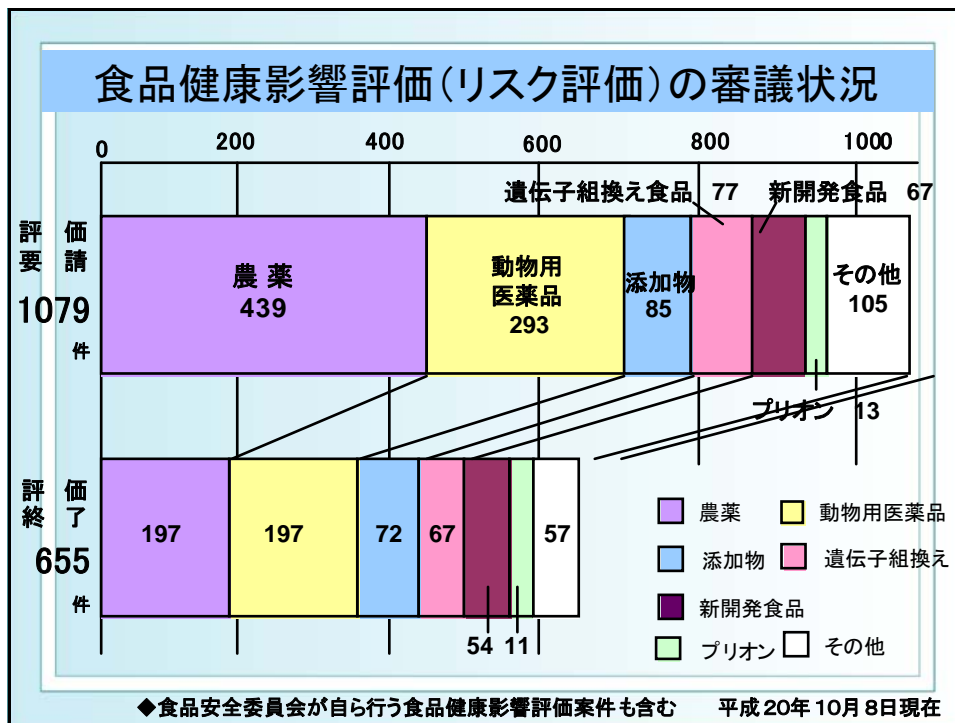 食品健康影響評価(リスク評価)の審議状況
0 200 400 600 800 1000
遺伝子組換え食品 77 新開発食品 67
評価
要請
1079
件
農薬
439
動物用
医薬品
293
添加物
85
その他
105
プリオン 13
評価
終了
655
件
197
197
72
67
57
54
11
農薬
動物用医薬品
添加物
遺伝子組換え
新開発食品
プリオン
その他
◆食品安全委員会が自ら行う食品健康影響評価案件も含む 平成20年10月8日現在